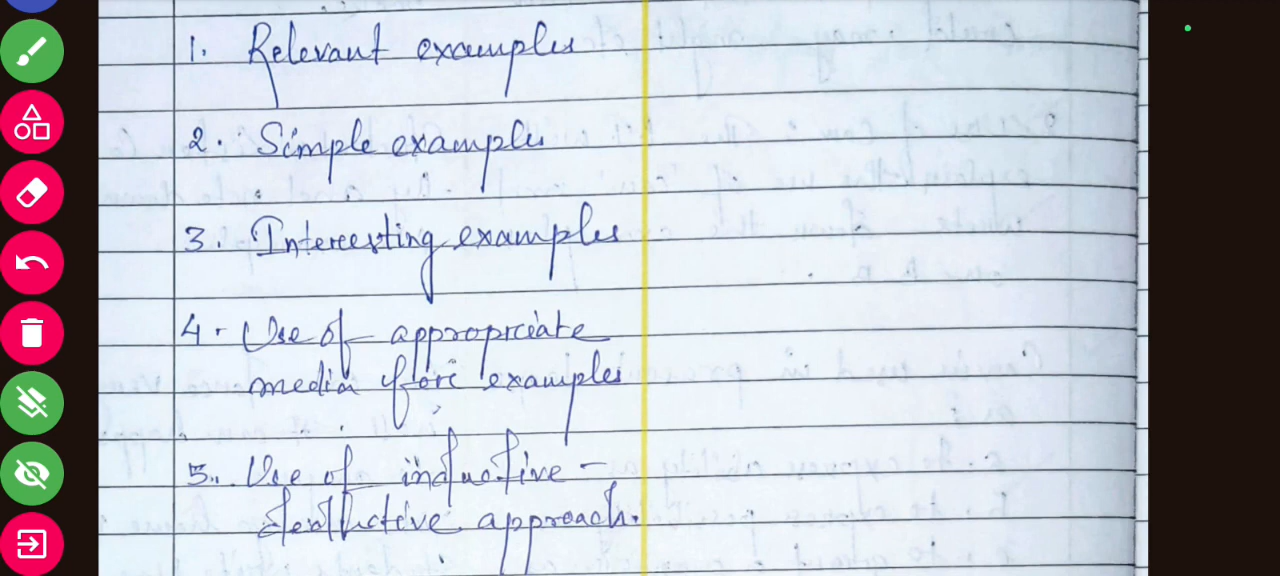 1. Relevant examples
2. Simple examples
3. Interesting examples
4. Use of appropriate
media for examples
5. Use of inductive -
deductive approach.